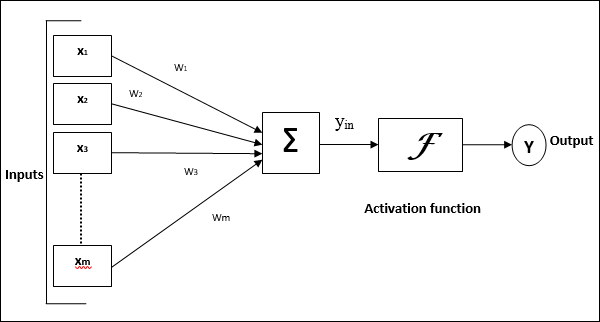 x₁
x₂
x₃
xₘ
Inputs
W₁
W₂
W₃
Wm
Σ
yin
ℱ
Activation function
Y
Output